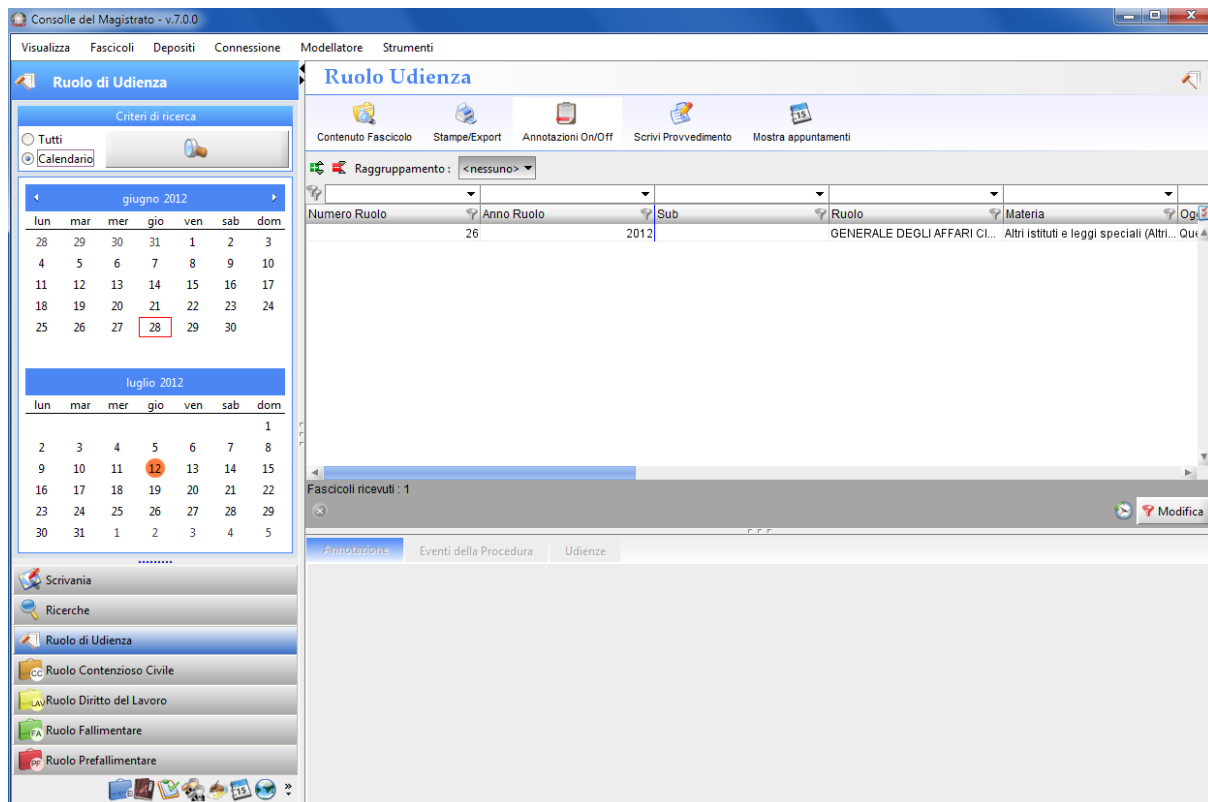 Consolle del Magistrato - v.7.0.0
Visualizza Fascicoli Depositi Connessione Modellatore Strumenti
Ruolo di Udienza
Criteri di ricerca
Tutti
Calendario
giugno 2012
lun mar mer gio ven sab dom
28 29 30 31 1 2 3
4 5 6 7 8 9 10
11 12 13 14 15 16 17
18 19 20 21 22 23 24
25 26 27 28 29 30
luglio 2012
lun mar mer gio ven sab dom
1
2 3 4 5 6 7 8
9 10 11 12 13 14 15
16 17 18 19 20 21 22
23 24 25 26 27 28 29
30 31 1 2 3 4 5
Scrivania
Ricerche
Ruolo di Udienza
CC Ruolo Contenzioso Civile
LAV Ruolo Diritto del Lavoro
FA Ruolo Fallimentare
PF Ruolo Prefallimentare
15
Ruolo Udienza
Contenuto Fascicolo Stampe/Export Annotazioni On/Off Scrivi Provvedimento 15 Mostra appuntamenti
Raggruppamento : <nessuno>
Numero Ruolo Anno Ruolo Sub Ruolo Materia Og
26 2012 GENERALE DEGLI AFFARI CI... Altri istituti e leggi speciali (Altri... Que
Fascicoli ricevuti : 1
Modifica
Annotazione Eventi della Procedura Udienze